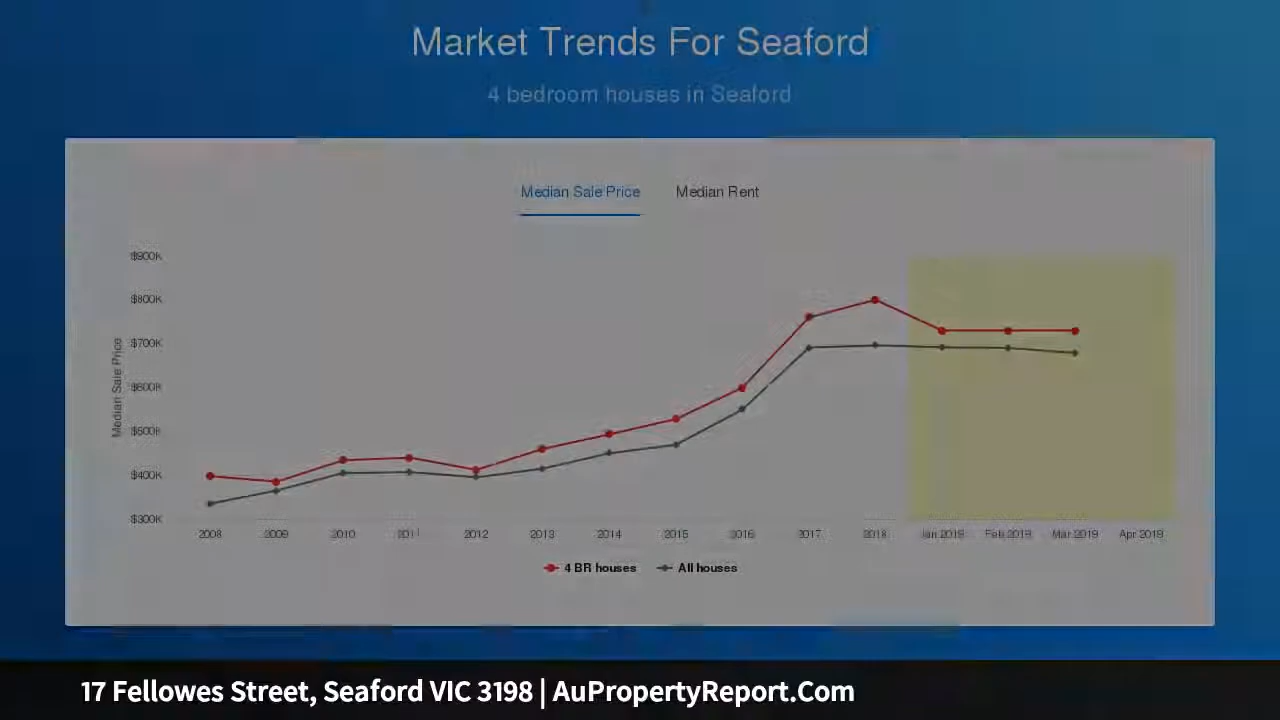 Market Trends For Seaford
4 bedroom houses in Seaford
Median Sale Price Median Rent
Median Sale Price
$900K
$800K
$700K
$600K
$500K
$400K
$300K
2008 2009 2010 2011 2012 2013 2014 2015 2016 2017 2018 Jan 2019 Feb 2019 Mar 2019 Apr 2019
4 BR houses All houses
17 Fellowes Street, Seaford VIC 3198 | AuPropertyReport.Com